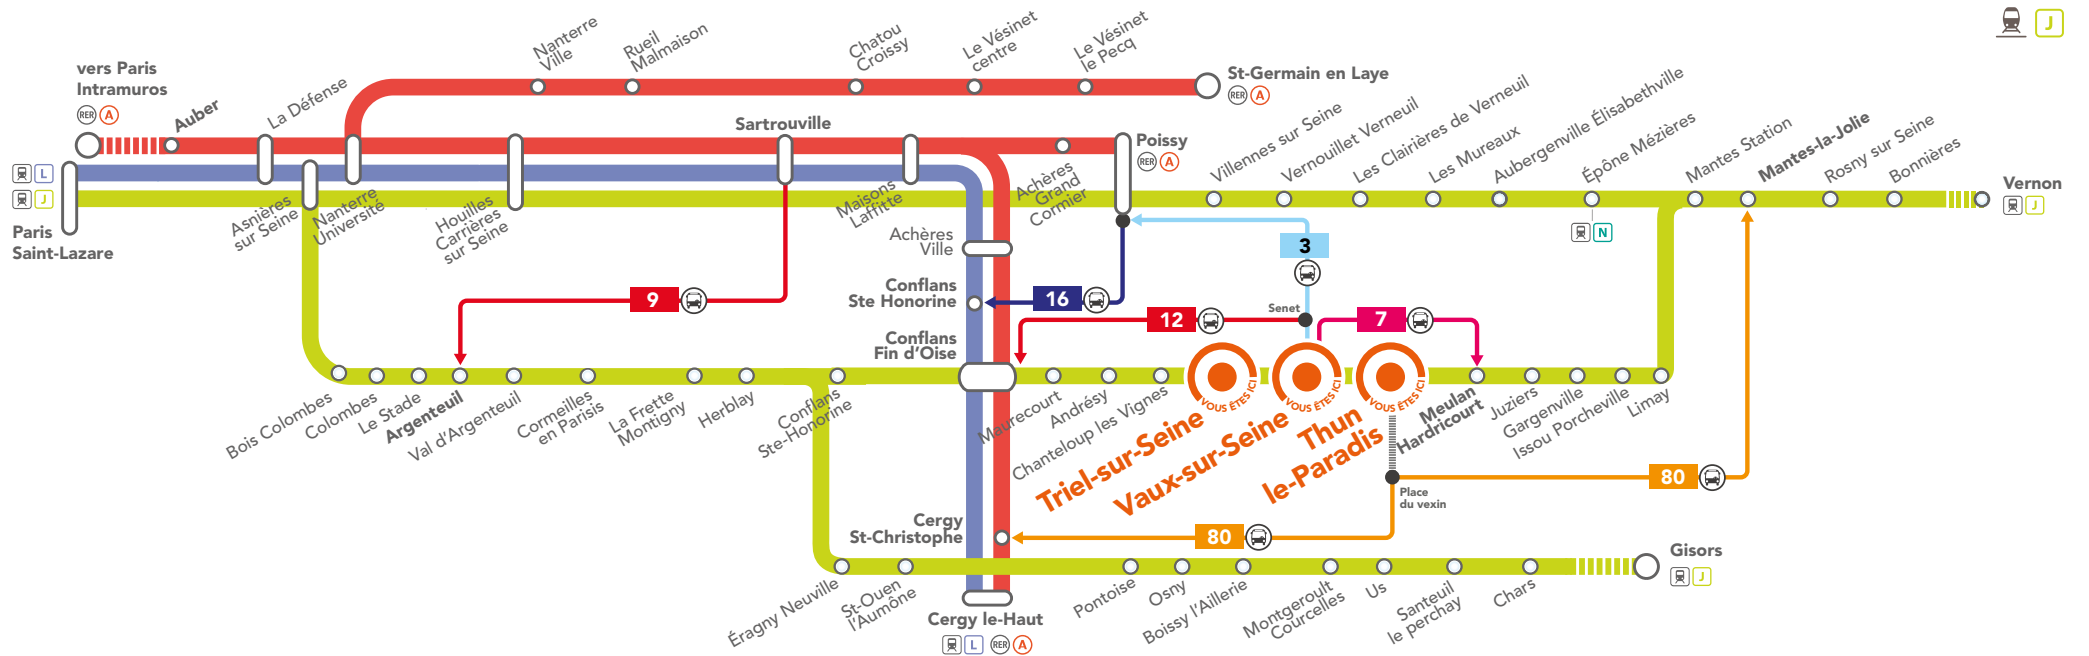 J
vers Paris
Intramuros
RER A
Auber
La Défense
Nanterre
Ville
Rueil
Malmaison
Chatou
Croissy
Le Vésinet
centre
Le Vésinet
le Pecq
St-Germain en Laye
RER A
Sartrouville
Poissy
RER A
L
J
Paris
Saint-Lazare
Asnières
sur Seine
Nanterre
Université
Houilles
Carrières
sur Seine
Maisons
Laffitte
Achères
Grand
Cormier
Villennes sur Seine
Vernouillet Verneuil
Les Clairières de Verneuil
Les Mureaux
Aubergenville Élisabethville
Épône Mézières
N
Mantes Station
Mantes-la-Jolie
Rosny sur Seine
Bonnières
Vernon
J
Achères
Ville
Conflans
Ste Honorine
Conflans
Fin d'Oise
9
16
3
12
Senet
7
Bois Colombes
Colombes
Le Stade
Argenteuil
Val d'Argenteuil
Cormeilles
en Parisis
La Frette
Montigny
Herblay
Conflans
Ste-Honorine
Maurecourt
Andrésy
Chanteloup les Vignes
VOUS ÊTES ICI
Triel-sur-Seine
VOUS ÊTES ICI
Vaux-sur-Seine
VOUS ÊTES ICI
Thun
le-Paradis
Meulan
Hardricourt
Juziers
Gargenville
Issou Porcheville
Limay
80
Place
du vexin
80
Cergy
St-Christophe
Éragny Neuville
St-Ouen
l'Aumône
Cergy le-Haut
L RER A
Pontoise
Osny
Boissy l'Aillerie
Montgeroult
Courcelles
Us
Santeuil
le perchay
Chars
Gisors
J